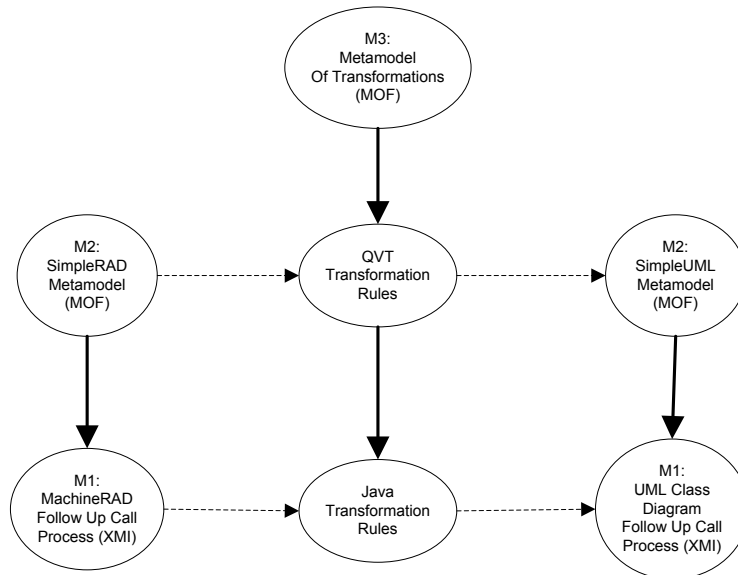 M3:
Metamodel
Of Transformations
(MOF)
M2:
SimpleRAD
Metamodel
(MOF)
QVT
Transformation
Rules
M2:
SimpleUML
Metamodel
(MOF)
M1:
MachineRAD
Follow Up Call
Process (XMI)
Java
Transformation
Rules
M1:
UML Class
Diagram
Follow Up Call
Process (XMI)